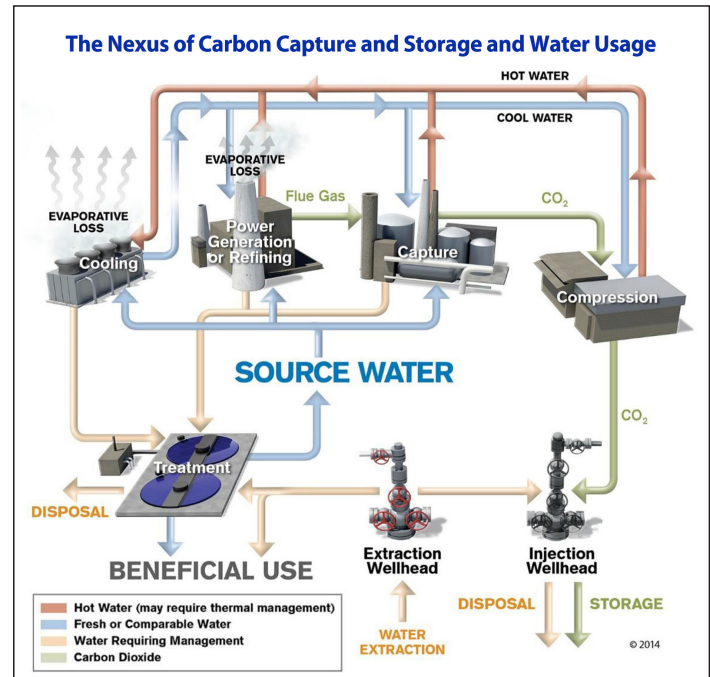 The Nexus of Carbon Capture and Storage and Water Usage
HOT WATER
COOL WATER
EVAPORATIVE
LOSS
Flue Gas
CO₂
EVAPORATIVE
LOSS
Cooling
Power
Generation
or Refining
Capture
Compression
SOURCE WATER
CO₂
Treatment
DISPOSAL
BENEFICIAL USE
Extraction
Wellhead
Injection
Wellhead
DISPOSAL
STORAGE
WATER
EXTRACTION
Hot Water (may require thermal management)
Fresh or Comparable Water
Water Requiring Management
Carbon Dioxide
© 2014